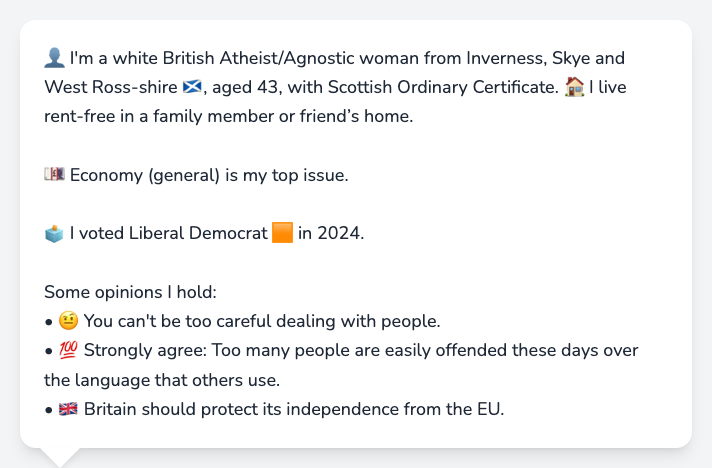 👤 I'm a white British Atheist/Agnostic woman from Inverness, Skye and
West Ross-shire 🏴󠁧󠁢󠁳󠁣󠁴󠁿, aged 43, with Scottish Ordinary Certificate. 🏠 I live
rent-free in a family member or friend’s home.
💷 Economy (general) is my top issue.
🗳️ I voted Liberal Democrat 🟧 in 2024.
Some opinions I hold:
• 🤨 You can't be too careful dealing with people.
• 💯 Strongly agree: Too many people are easily offended these days over
the language that others use.
• 🇬🇧 Britain should protect its independence from the EU.